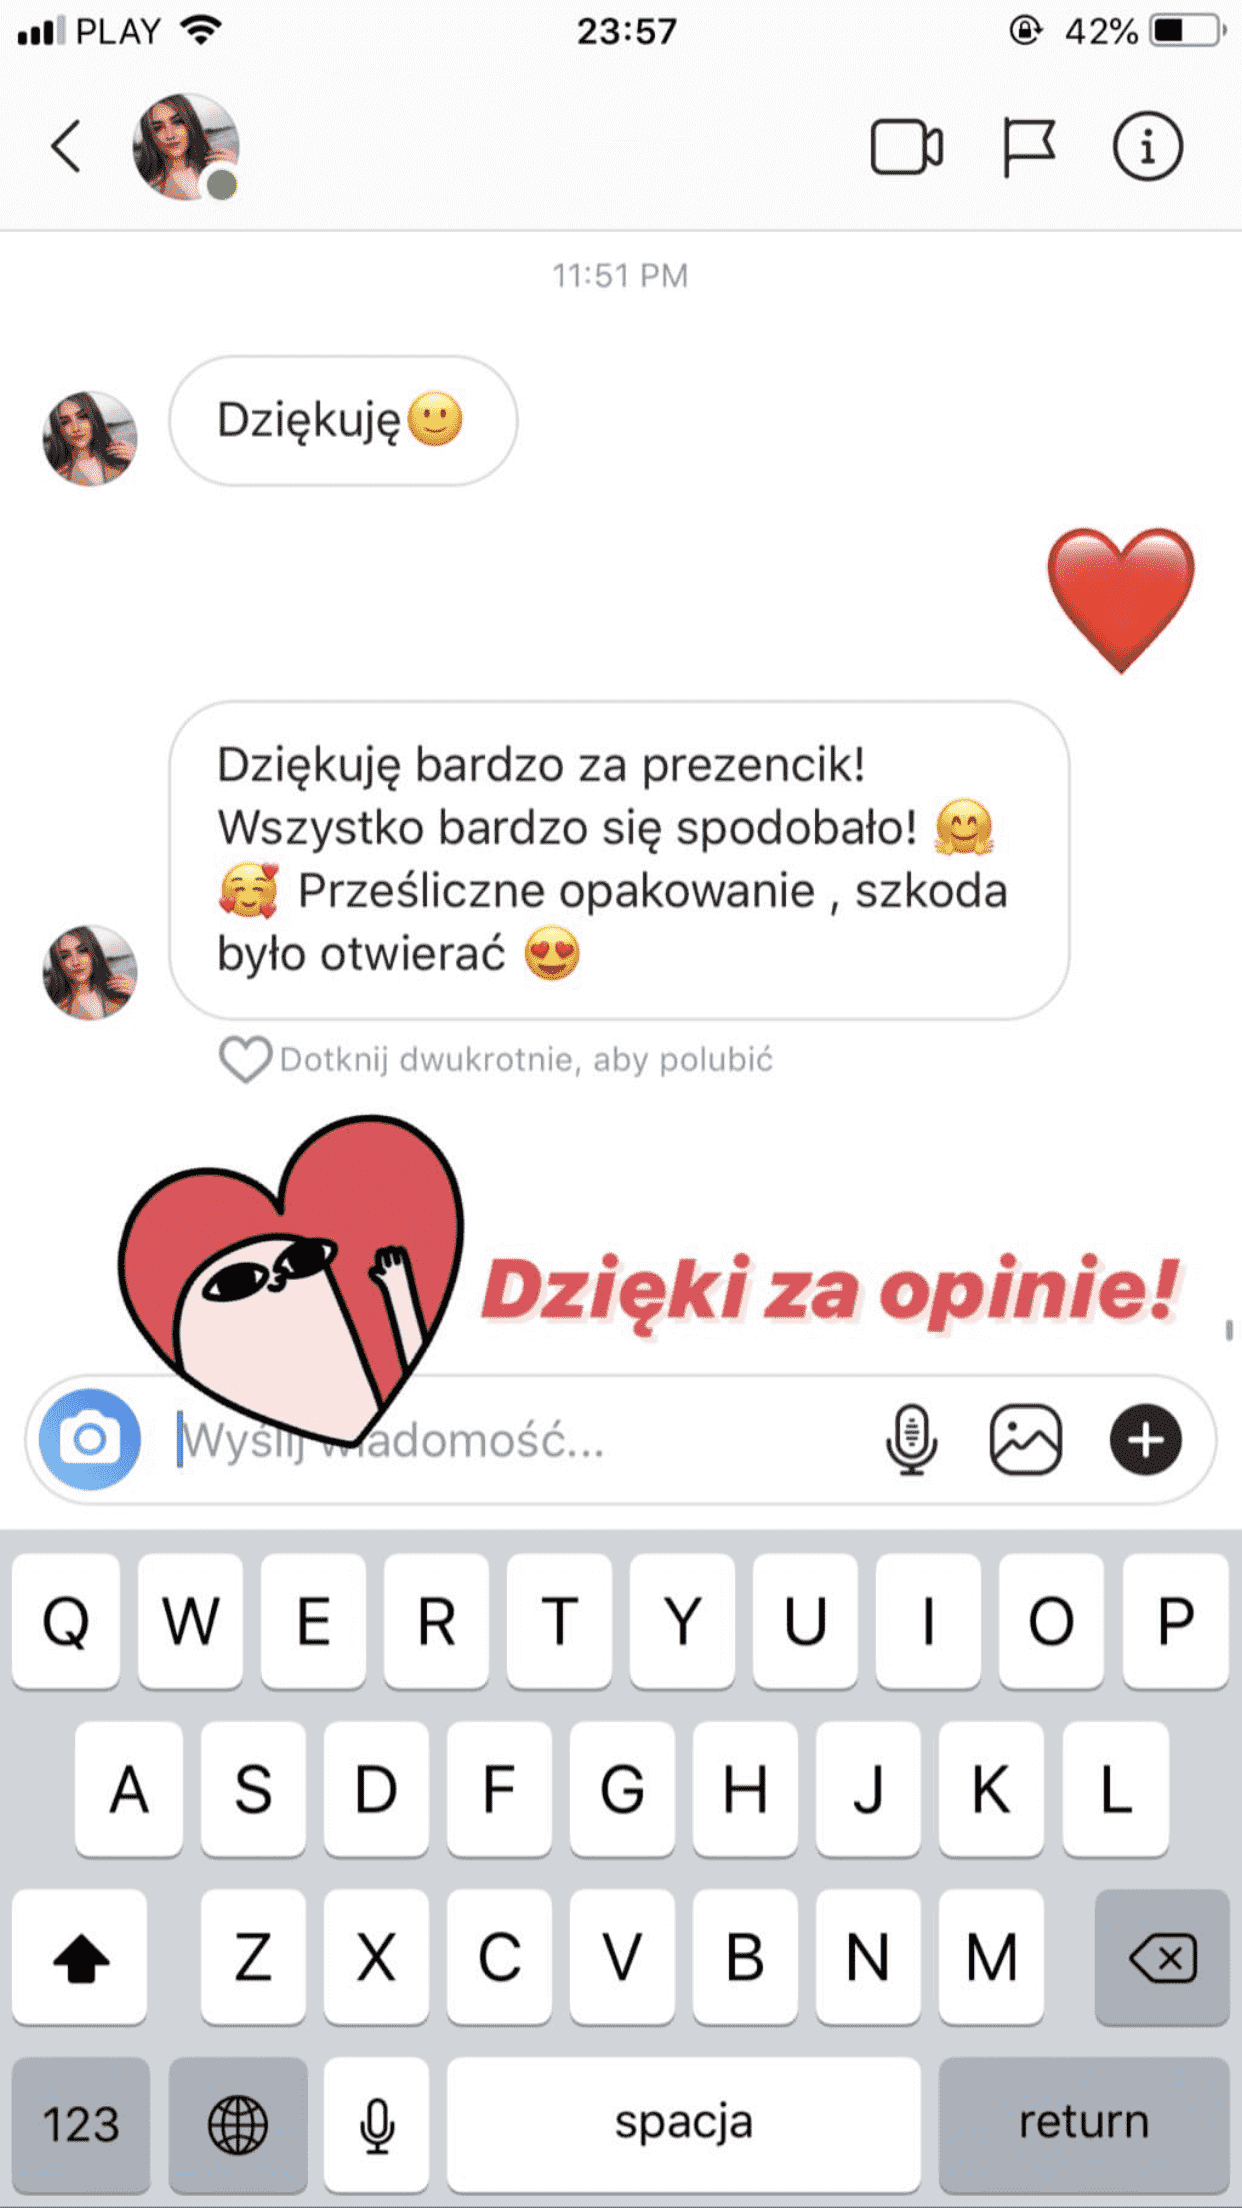 PLAY 23:57 42%
11:51 PM
Dziękuję🙂
Dziękuję bardzo za prezencik!
Wszystko bardzo się spodobało! 🤗
🥰 Prześliczne opakowanie , szkoda
było otwierać 😍
Dotknij dwukrotnie, aby polubić
Dzięki za opinie!
Wyślij wiadomość...
Q W E R T Y U I O P
A S D F G H J K L
Z X C V B N M
123 spacja return